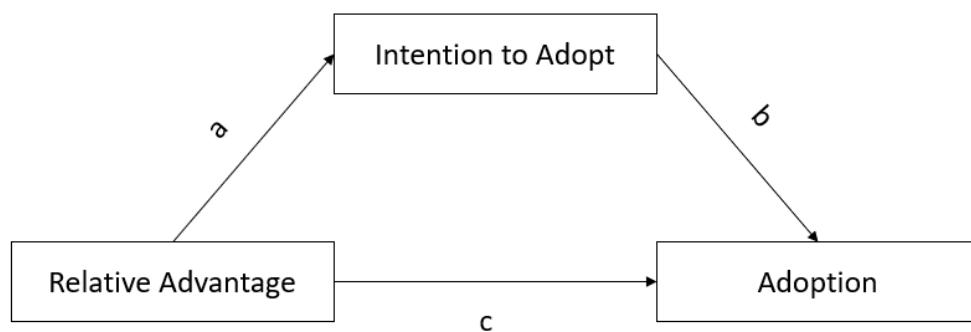 Intention to Adopt
a
b
Relative Advantage
Adoption
c